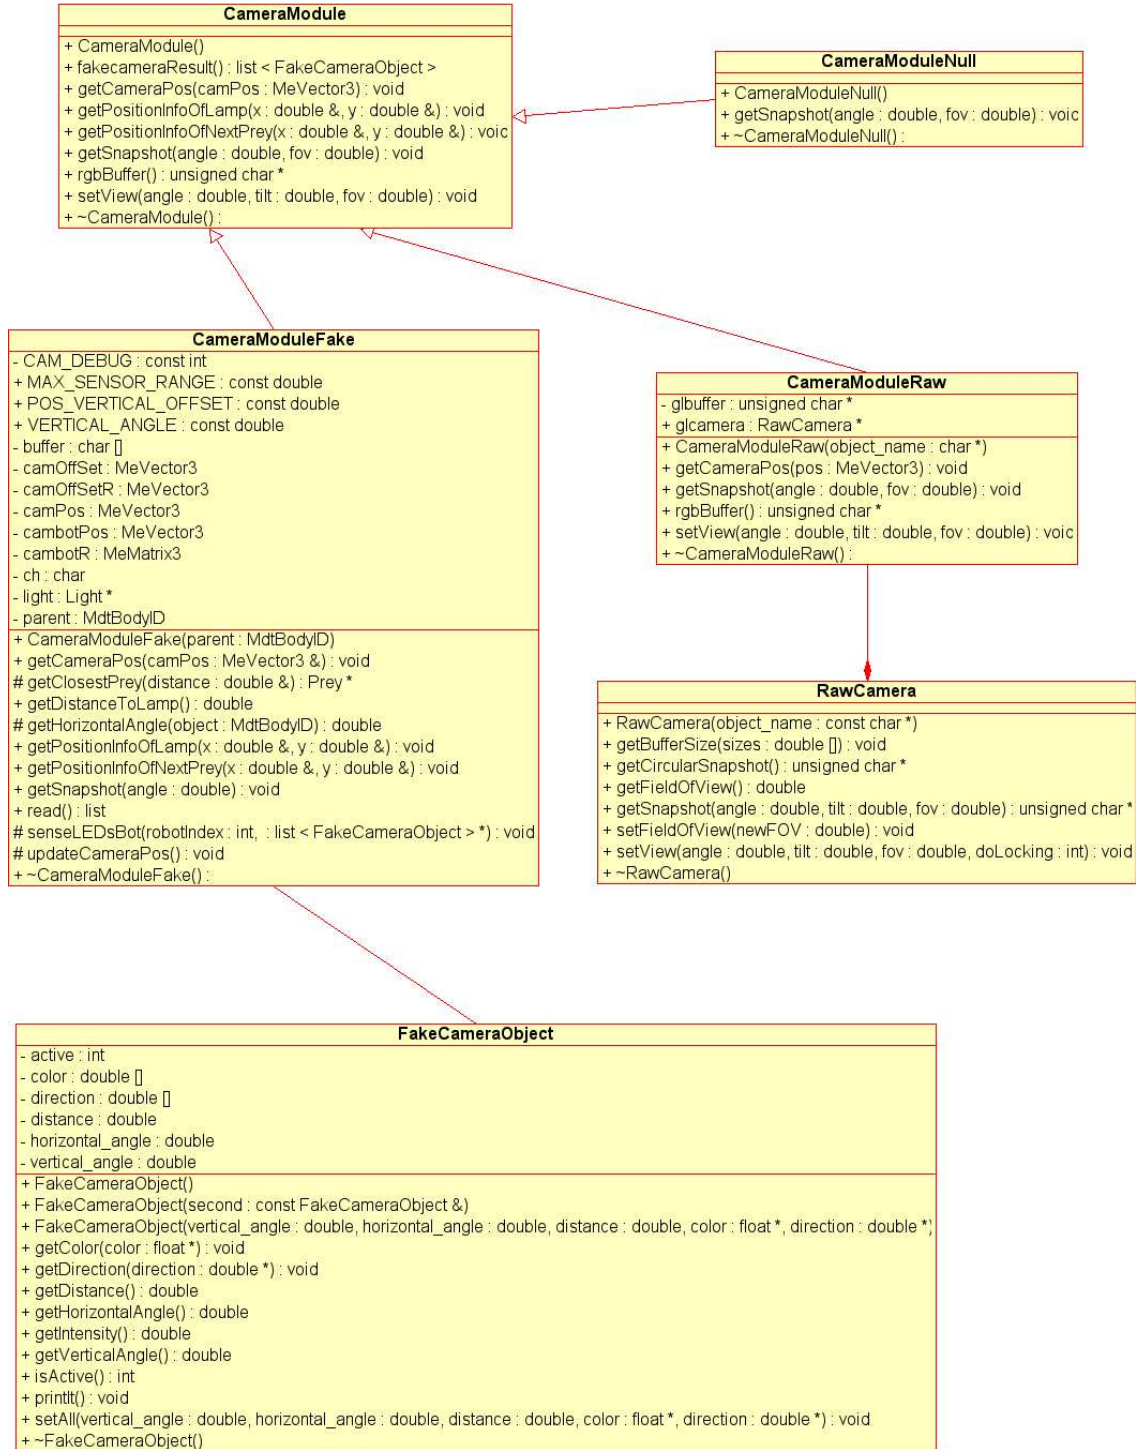 CameraModule
+ CameraModule()
+ fakecameraResult() : list < FakeCameraObject >
+ getCameraPos(camPos : MeVector3) : void
+ getPositionInfoOfLamp(x : double &, y : double &) : void
+ getPositionInfoOfNextPrey(x : double &, y : double &) : voic
+ getSnapshot(angle : double, fov : double) : void
+ rgbBuffer() : unsigned char *
+ setView(angle : double, tilt : double, fov : double) : void
+ ~CameraModule() :
CameraModuleNull
+ CameraModuleNull()
+ getSnapshot(angle : double, fov : double) : voic
+ ~CameraModuleNull() :
CameraModuleFake
- CAM_DEBUG : const int
+ MAX_SENSOR_RANGE : const double
+ POS_VERTICAL_OFFSET : const double
+ VERTICAL_ANGLE : const double
- buffer : char []
- camOffSet : MeVector3
- camOffSetR : MeVector3
- camPos : MeVector3
- cambotPos : MeVector3
- cambotR : MeMatrix3
- ch : char
- light : Light *
- parent : MdtBodyID
+ CameraModuleFake(parent : MdtBodyID)
+ getCameraPos(camPos : MeVector3 &) : void
# getClosestPrey(distance : double &) : Prey *
+ getDistanceToLamp() : double
# getHorizontalAngle(object : MdtBodyID) : double
+ getPositionInfoOfLamp(x : double &, y : double &) : void
+ getPositionInfoOfNextPrey(x : double &, y : double &) : void
+ getSnapshot(angle : double) : void
+ read() : list
# senseLEDsBot(robotIndex : int, : list < FakeCameraObject > *) : void
# updateCameraPos() : void
+ ~CameraModuleFake() :
CameraModuleRaw
- glbuffer : unsigned char *
+ glcamera : RawCamera *
+ CameraModuleRaw(object_name : char *)
+ getCameraPos(pos : MeVector3) : void
+ getSnapshot(angle : double, fov : double) : void
+ rgbBuffer() : unsigned char *
+ setView(angle : double, tilt : double, fov : double) : voic
+ ~CameraModuleRaw() :
RawCamera
+ RawCamera(object_name : const char *)
+ getBufferSize(sizes : double []) : void
+ getCircularSnapshot() : unsigned char *
+ getFieldOfView() : double
+ getSnapshot(angle : double, tilt : double, fov : double) : unsigned char *
+ setFieldOfView(newFOV : double) : void
+ setView(angle : double, tilt : double, fov : double, doLocking : int) : void
+ ~RawCamera()
FakeCameraObject
- active : int
- color : double []
- direction : double []
- distance : double
- horizontal_angle : double
- vertical_angle : double
+ FakeCameraObject()
+ FakeCameraObject(second : const FakeCameraObject &)
+ FakeCameraObject(vertical_angle : double, horizontal_angle : double, distance : double, color : float *, direction : double *)
+ getColor(color : float *) : void
+ getDirection(direction : double *) : void
+ getDistance() : double
+ getHorizontalAngle() : double
+ getIntensity() : double
+ getVerticalAngle() : double
+ isActive() : int
+ printIt() : void
+ setAll(vertical_angle : double, horizontal_angle : double, distance : double, color : float *, direction : double *) : void
+ ~FakeCameraObject()